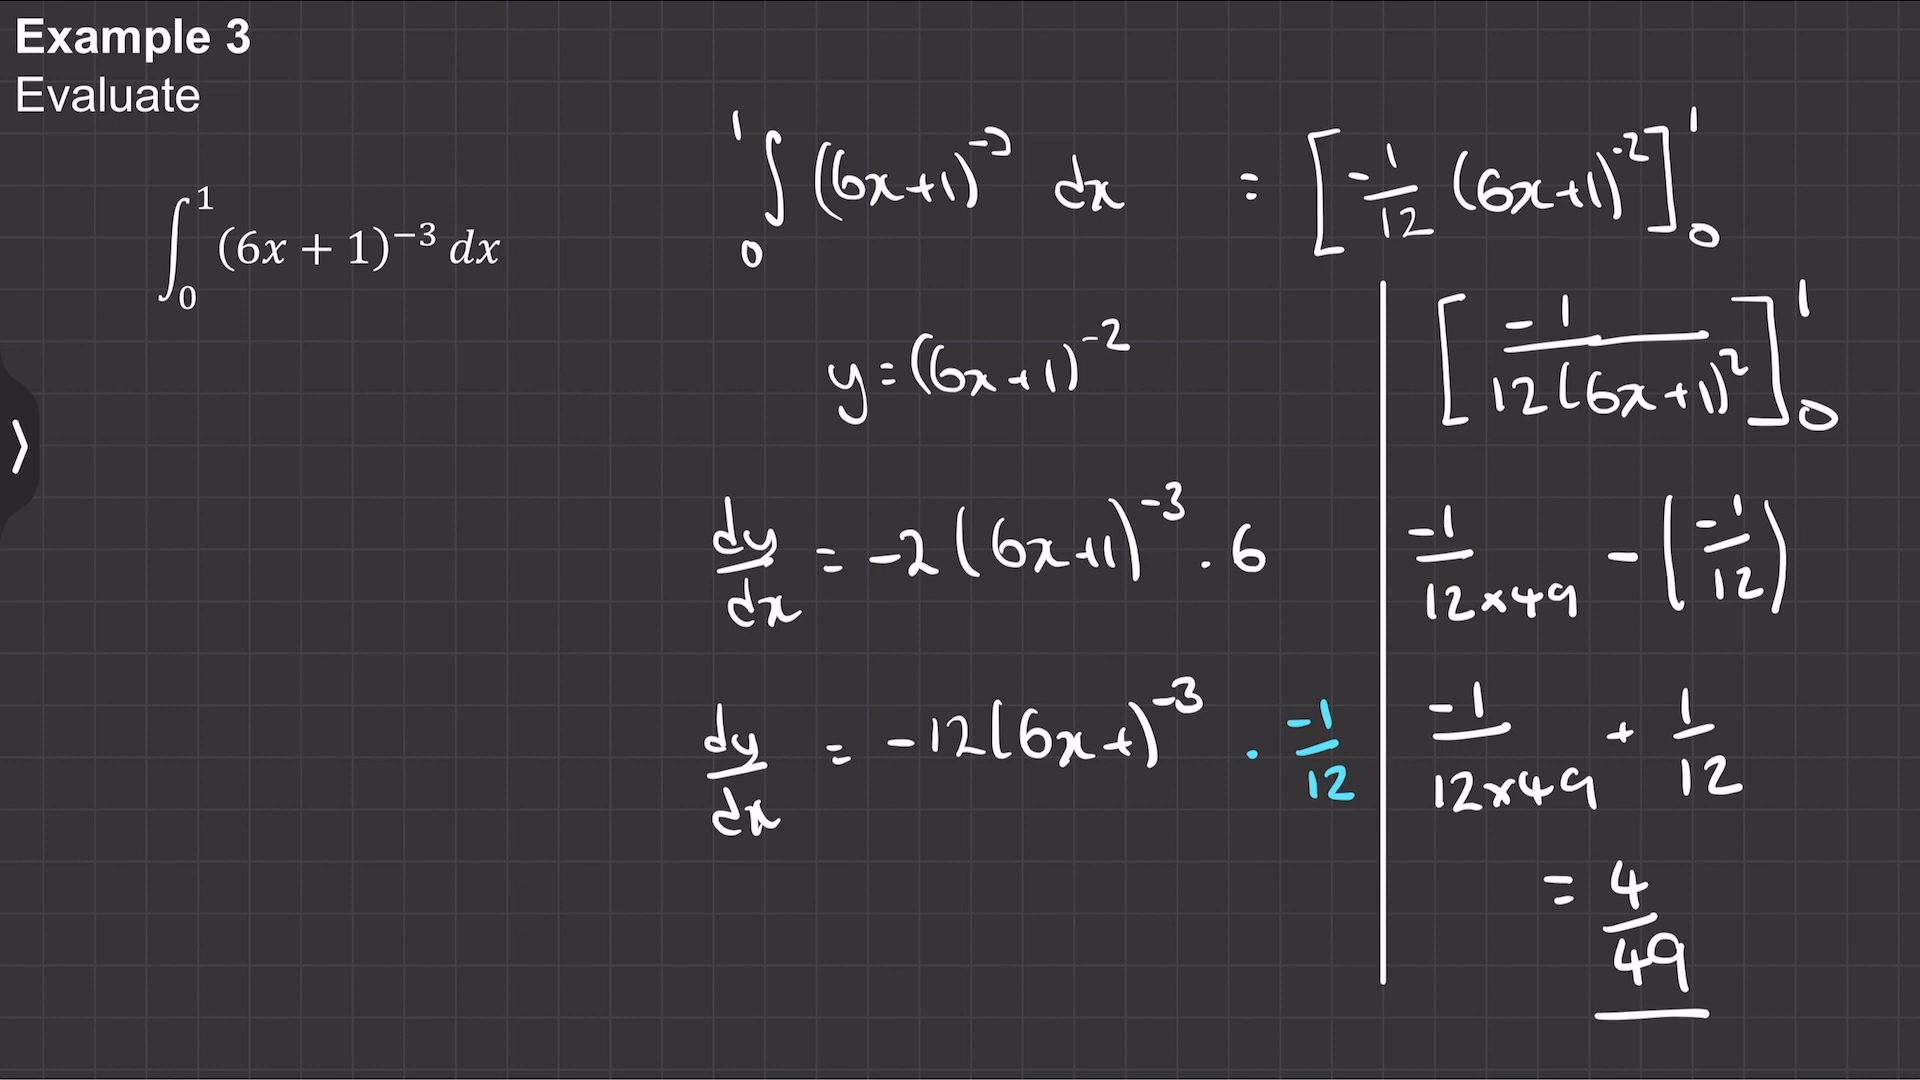 Example 3
Evaluate
∫₀¹ (6x + 1)⁻³ dx
∫₀¹ (6x+1)⁻³ dx = [-1/12 (6x+1)⁻²]₀¹
y = (6x+1)⁻²
dy/dx = -2(6x+1)⁻³ . 6
dy/dx = -12(6x+)⁻³ . -1/12
[-1/12(6x+1)²]₀¹
-1/12×49 - (-1/12)
-1/12×49 + 1/12
= 4/49